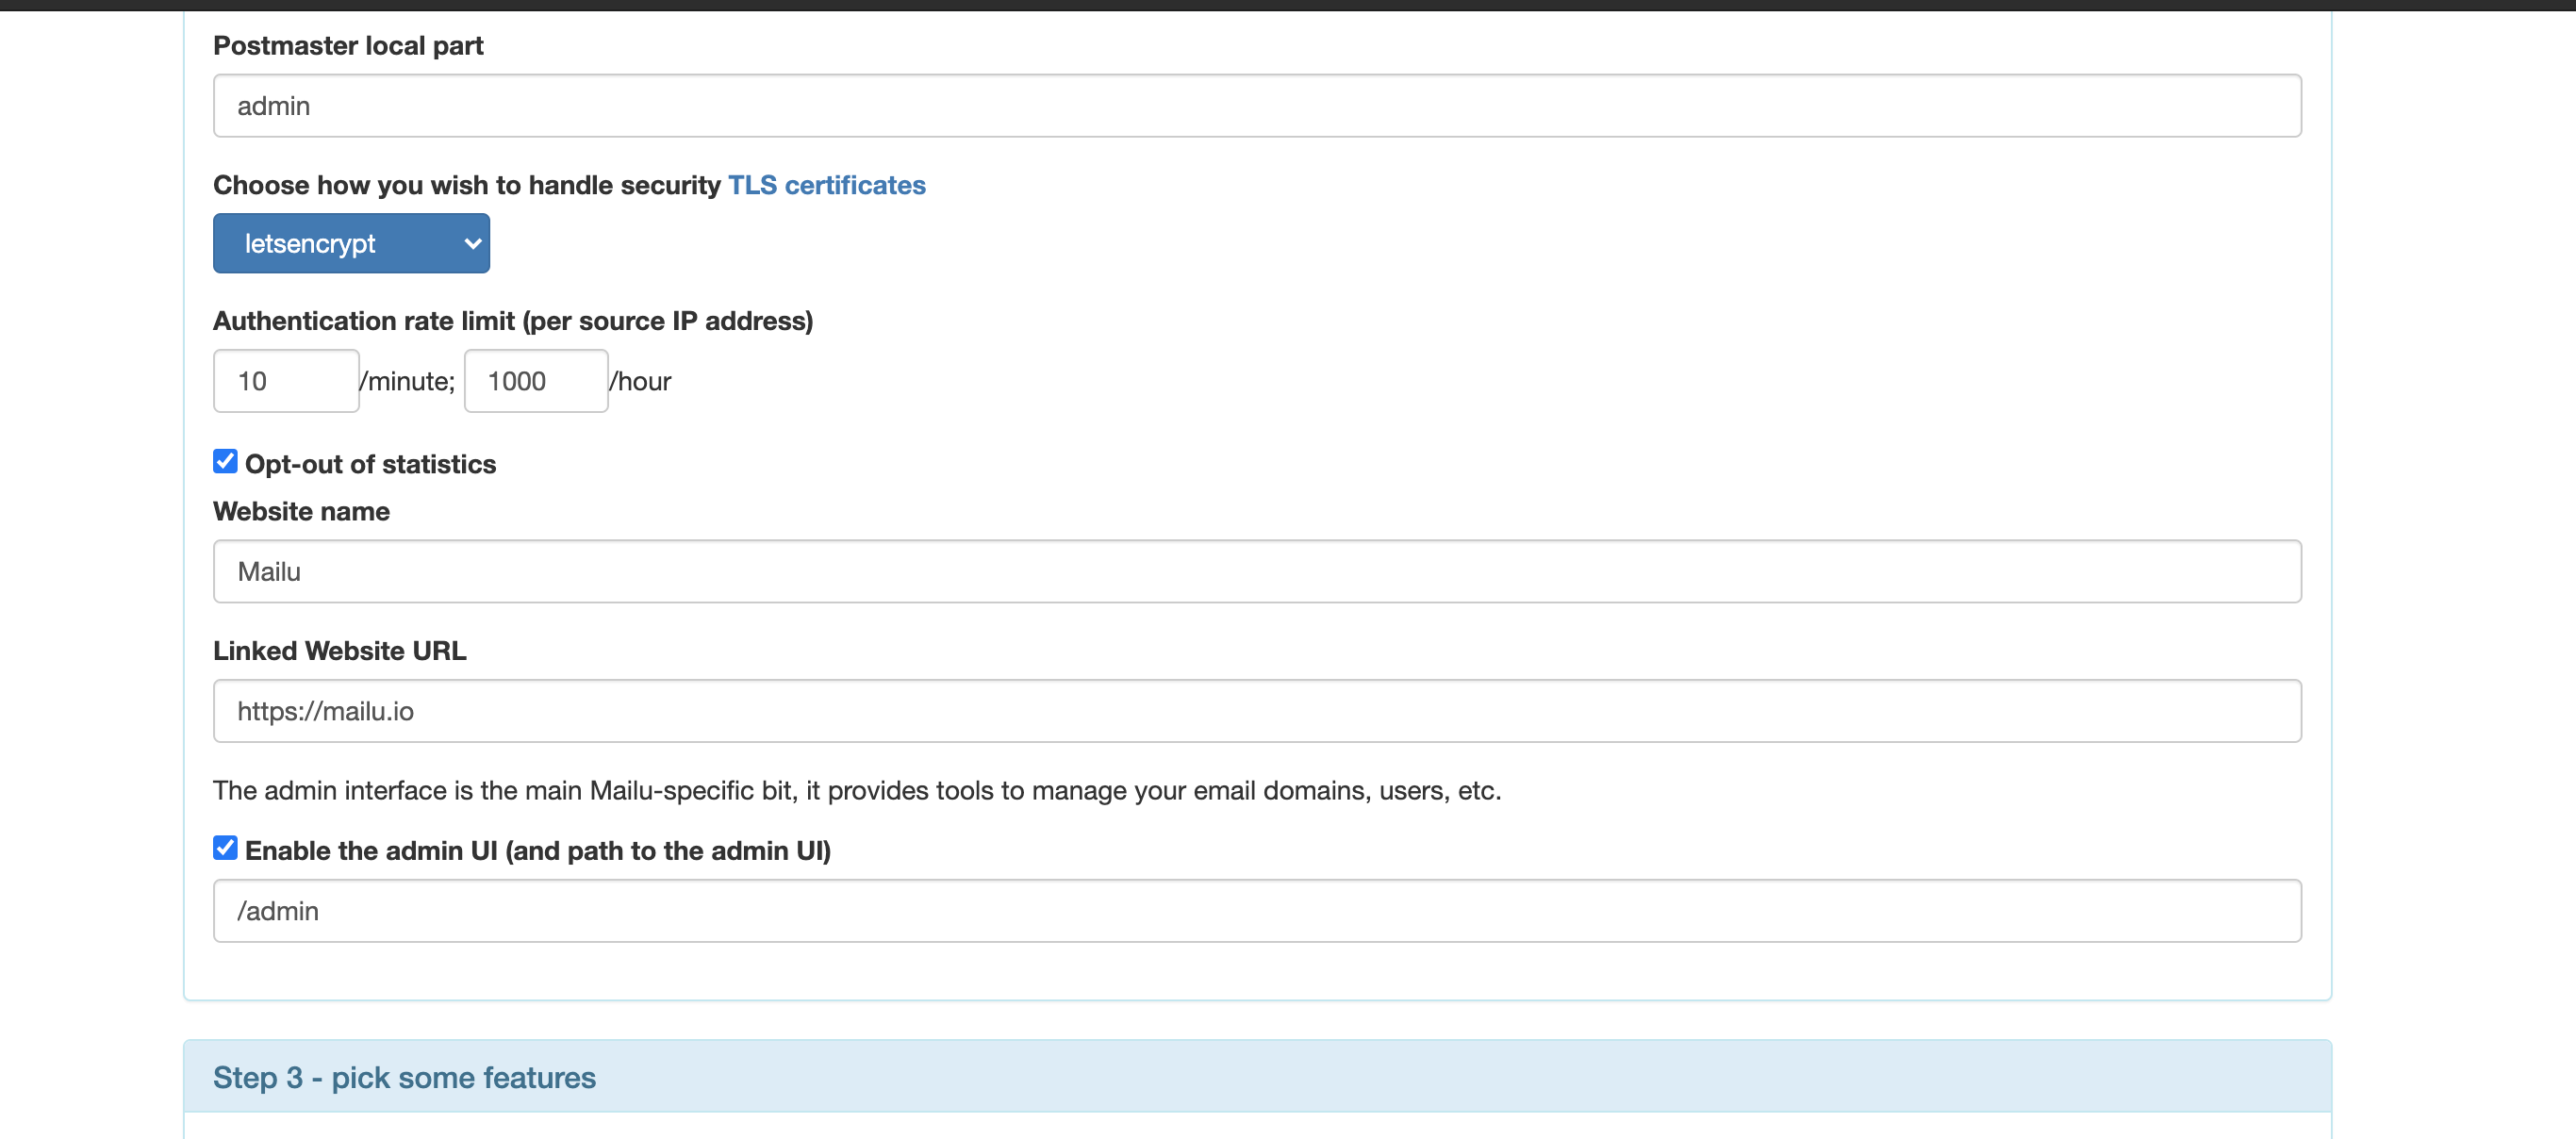 Postmaster local part
admin
Choose how you wish to handle security TLS certificates
letsencrypt
Authentication rate limit (per source IP address)
10 /minute; 1000 /hour
Opt-out of statistics
Website name
Mailu
Linked Website URL
https://mailu.io
The admin interface is the main Mailu-specific bit, it provides tools to manage your email domains, users, etc.
Enable the admin UI (and path to the admin UI)
/admin
Step 3 - pick some features